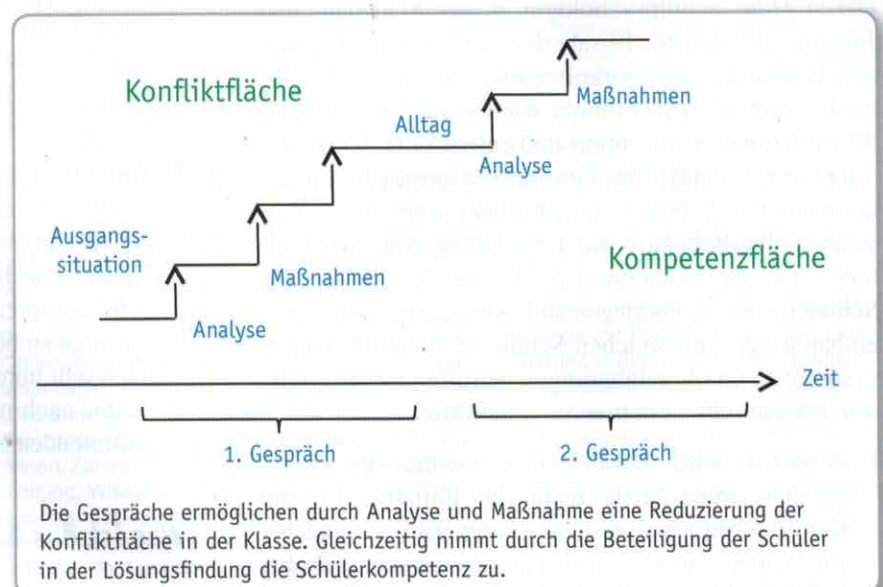 Konfliktfläche
Alltag
Maßnahmen
Analyse
Ausgangs-
situation
Maßnahmen
Kompetenzfläche
Analyse
Zeit
1. Gespräch
2. Gespräch
Die Gespräche ermöglichen durch Analyse und Maßnahme eine Reduzierung der
Konfliktfläche in der Klasse. Gleichzeitig nimmt durch die Beteiligung der Schüler
in der Lösungsfindung die Schülerkompetenz zu.